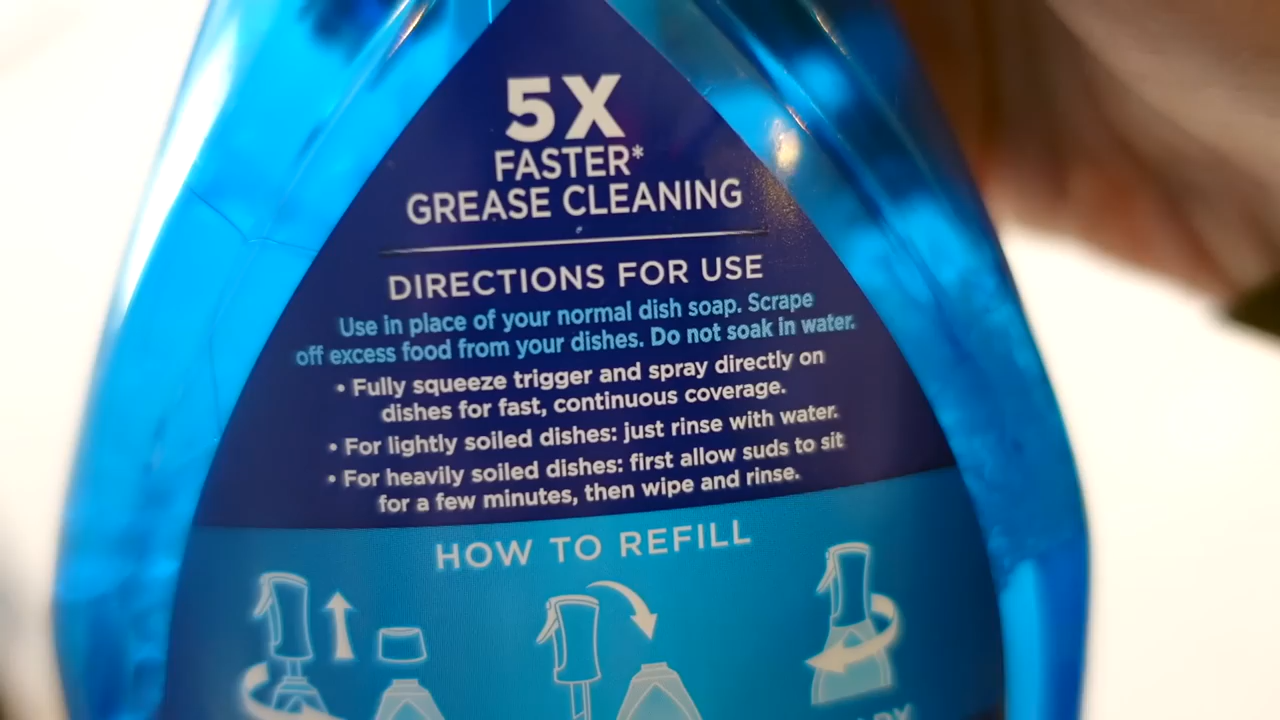 5X
FASTER*
GREASE CLEANING
DIRECTIONS FOR USE
Use in place of your normal dish soap. Scrape
off excess food from your dishes. Do not soak in water.
• Fully squeeze trigger and spray directly on
dishes for fast, continuous coverage.
• For lightly soiled dishes: just rinse with water.
• For heavily soiled dishes: first allow suds to sit
for a few minutes, then wipe and rinse.
HOW TO REFILL